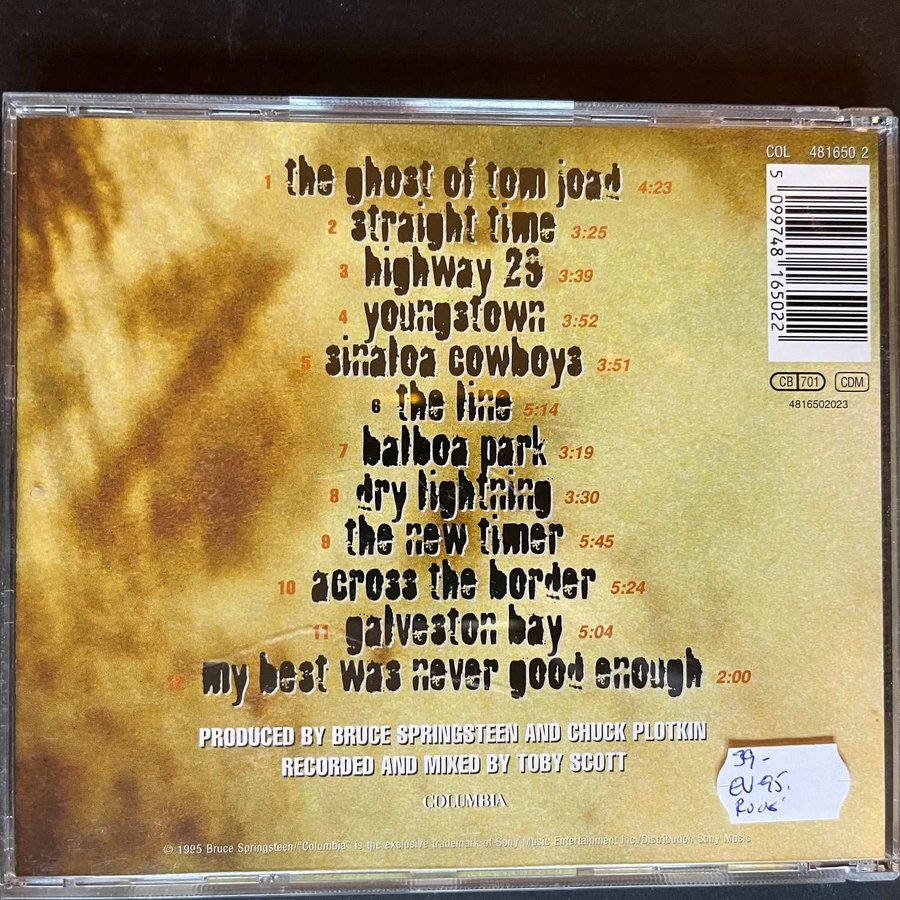 1 the ghost of tom joad 4:23
2 straight time 3:25
3 highway 29 3:39
4 youngstown 3:52
5 sinaloa cowboys 3:51
6 the line 5:14
7 balboa park 3:19
8 dry lightning 3:30
9 the new timer 5:45
10 across the border 5:24
11 galveston bay 5:04
12 my best was never good enough 2:00
PRODUCED BY BRUCE SPRINGSTEEN AND CHUCK PLOTKIN
RECORDED AND MIXED BY TOBY SCOTT
COLUMBIA
© 1995 Bruce Springsteen/"Columbia" is the exclusive trademark of Sony Music Entertainment Inc./Distribution Sony Music
COL 481650 2
5 099748 165022
CB 701 CDM
4816502023
39-
EU 95.
ROCK